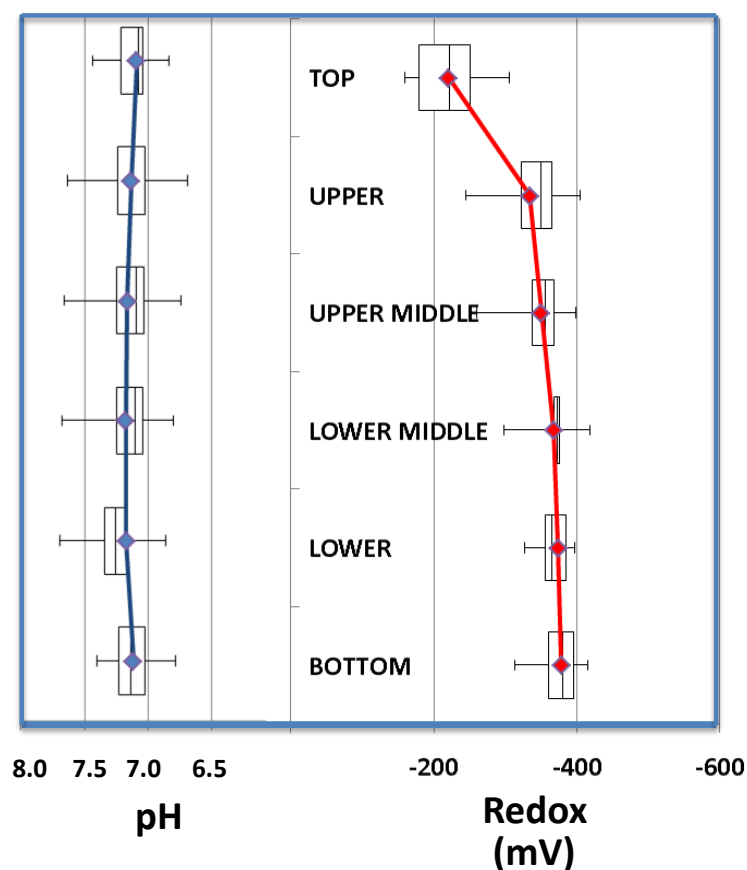 TOP
UPPER
UPPER MIDDLE
LOWER MIDDLE
LOWER
BOTTOM
8.0 7.5 7.0 6.5 -200 -400 -600
pH
Redox
(mV)